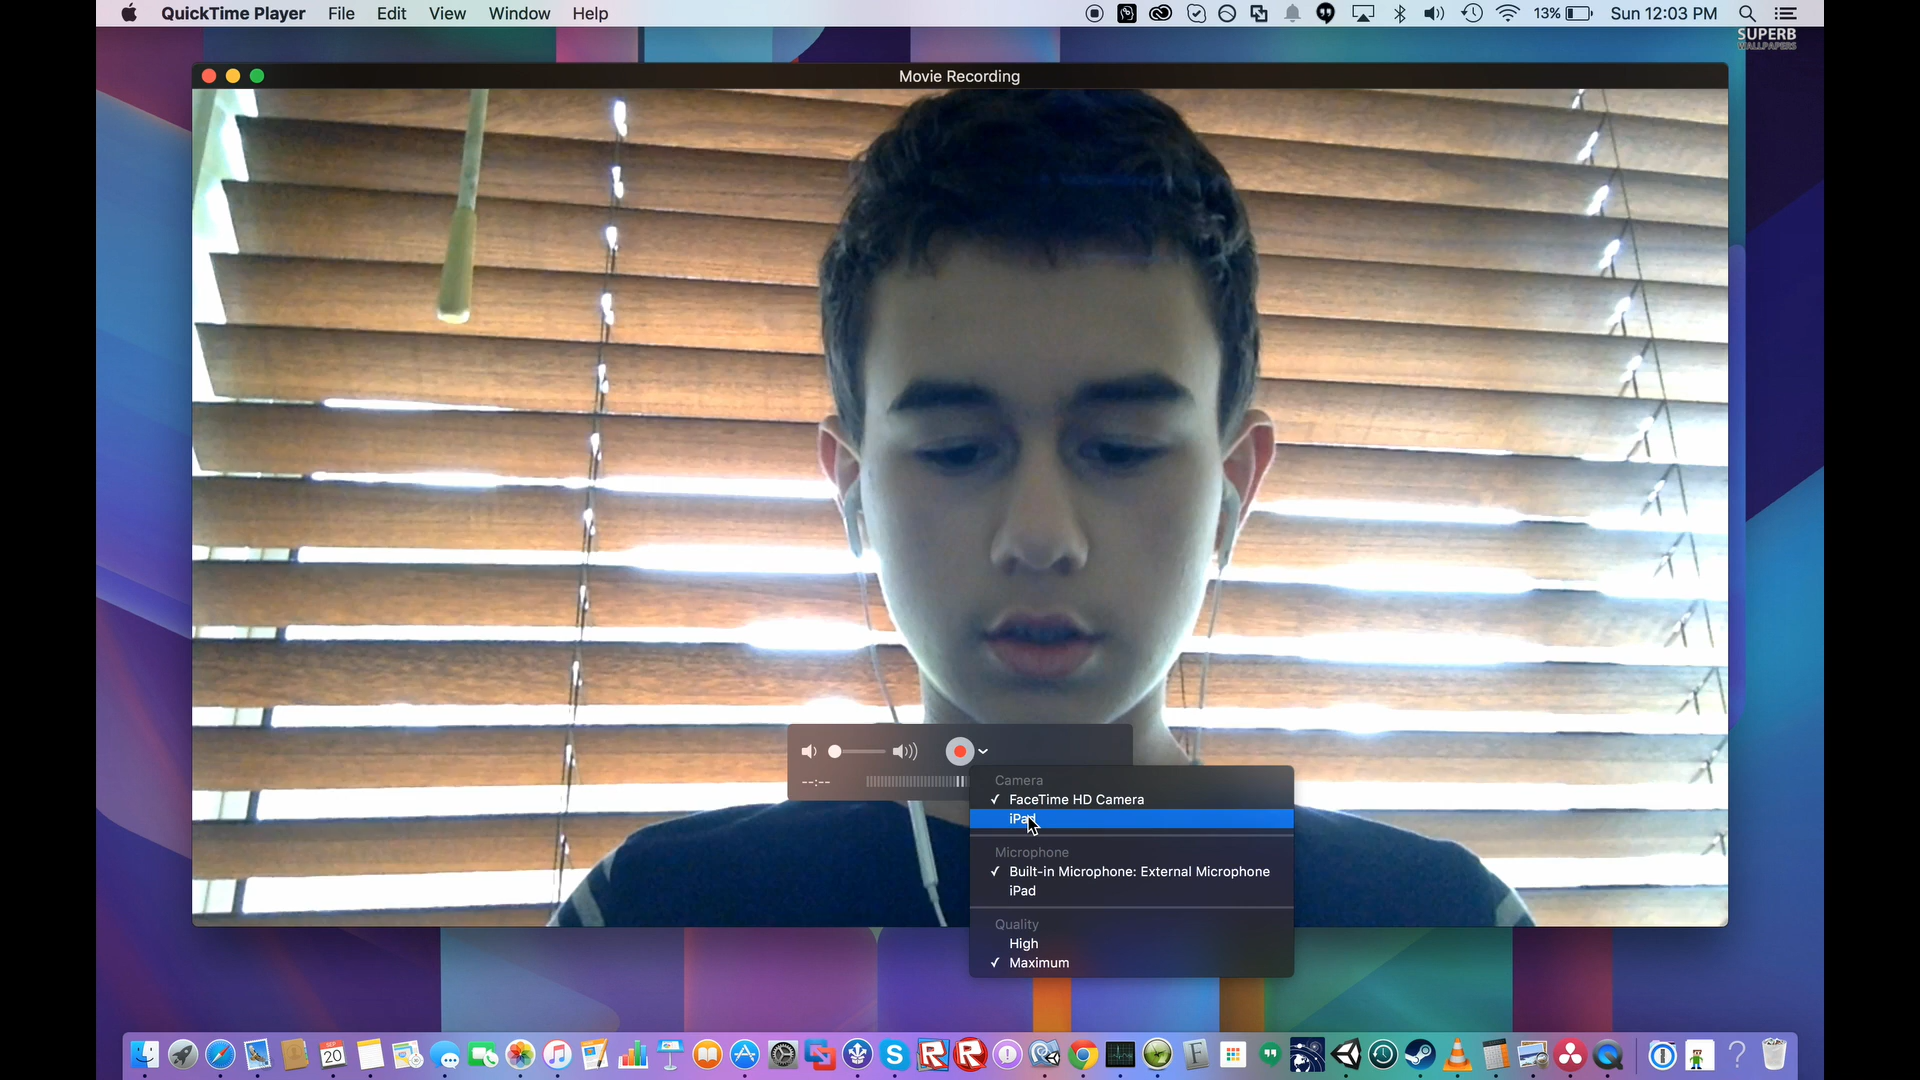 QuickTime Player File Edit View Window Help 13% Sun 12:03 PM
SUPERB
WALLPAPERS
Movie Recording
--:--
Camera
✓ FaceTime HD Camera
iPad
Microphone
✓ Built-in Microphone: External Microphone
iPad
Quality
High
✓ Maximum
SEP
20